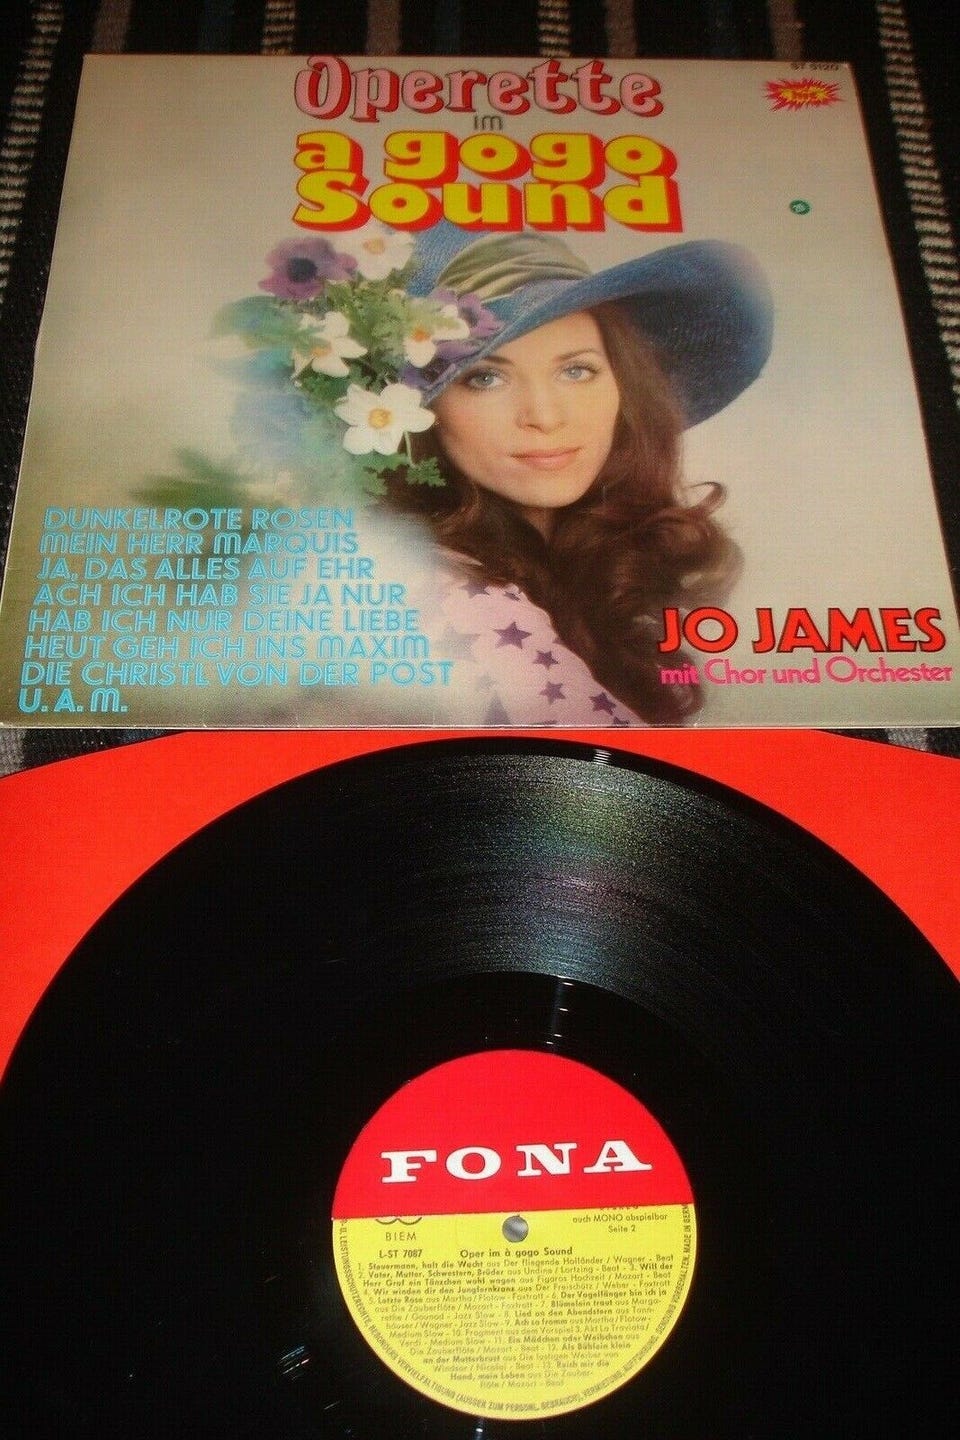 ST 5120
Operette
im
a gogo
Sound
DUNKELROTE ROSEN
MEIN HERR MARQUIS
JA, DAS ALLES AUF EHR
ACH ICH HAB SIE JA NUR
HAB ICH NUR DEINE LIEBE
HEUT GEH ICH INS MAXIM
DIE CHRISTL VON DER POST
U. A. M.
JO JAMES
mit Chor und Orchester
FONA
BIEM
auch MONO abspielbar
Seite 2
L-ST 7087 Oper im à gogo Sound
1. Steuermann, halt die Wacht aus Der fliegende Holländer / Wagner - Beat
2. Vater, Mutter, Schwestern, Brüder aus Undine / Lortzing - Beat - 3. Will der
Herr Graf ein Tänzchen wohl wagen aus Figaros Hochzeit / Mozart - Beat
4. Wir winden dir den Jungfernkranz aus Der Freischütz / Weber - Foxtrott
5. Letzte Rose aus Martha / Flotow - Foxtrott - 6. Der Vogelfänger bin ich ja
aus Die Zauberflöte / Mozart - Foxtrott - 7. Blümelein traut aus Marga-
rethe / Gounod - Jazz Slow - 8. Lied an den Abendstern aus Tann-
häuser / Wagner - Jazz Slow - 9. Ach so fromm aus Martha / Flotow -
Medium Slow - 10. Fragment aus dem Vorspiel 3. Akt La Traviata /
Verdi - Medium Slow - 11. Ein Mädchen oder Weibchen aus
Die Zauberflöte / Mozart - Beat - 12. Als Büblein klein
an der Mutterbrust aus Die lustigen Weiber von
Windsor / Nicolai - Beat - 13. Reich mir die
Hand, mein Leben aus Die Zauber-
flöte / Mozart - Beat